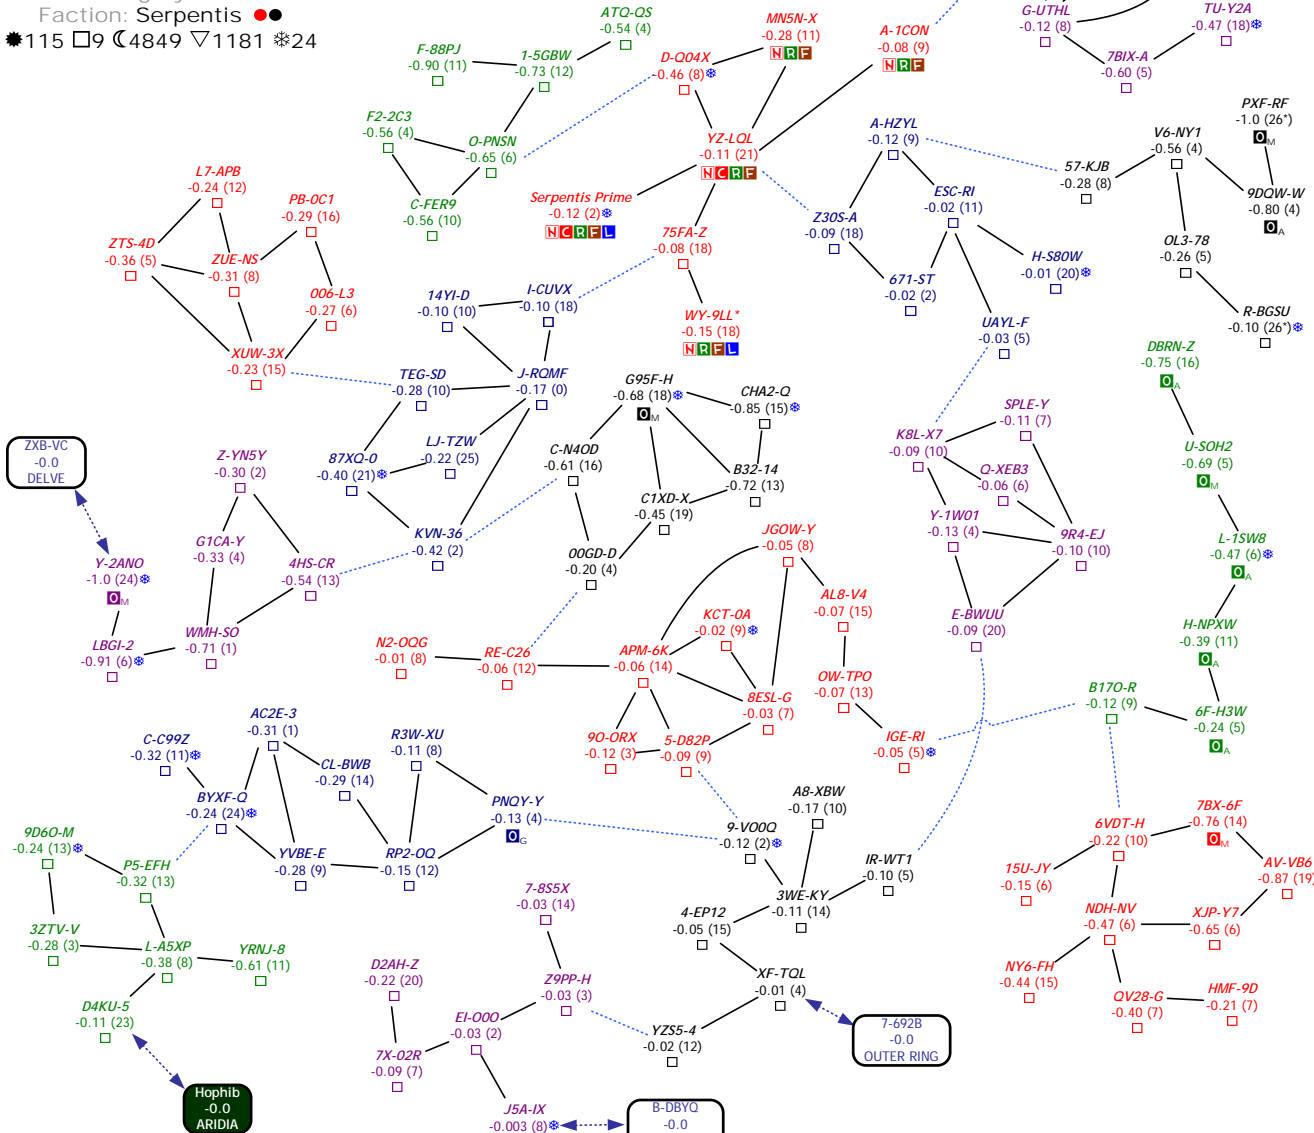 Faction: Serpentis
115 9 4849 1181 24
ATQ-QS
-0.54 (4)
F-88PJ
-0.90 (11)
1-5GBW
-0.73 (12)
D-Q04X
-0.46 (8)
MN5N-X
-0.28 (11)
N R F
A-1CON
-0.08 (9)
N R F
G-UTHL
-0.12 (8)
TU-Y2A
-0.47 (18)
7BIX-A
-0.60 (5)
F2-2C3
-0.56 (4)
O-PNSN
-0.65 (6)
C-FER9
-0.56 (10)
YZ-LQL
-0.11 (21)
N C R F
A-HZYL
-0.12 (9)
V6-NY1
-0.56 (4)
PXF-RF
-1.0 (26*)
0 M
57-KJB
-0.28 (8)
9DQW-W
-0.80 (4)
0 A
L7-APB
-0.24 (12)
PB-0C1
-0.29 (16)
Serpentis Prime
-0.12 (2)
N C R F L
ESC-RI
-0.02 (11)
Z30S-A
-0.09 (18)
75FA-Z
-0.08 (18)
OL3-78
-0.26 (5)
ZTS-4D
-0.36 (5)
ZUE-NS
-0.31 (8)
H-S80W
-0.01 (20)
671-ST
-0.02 (2)
006-L3
-0.27 (6)
14YI-D
-0.10 (10)
I-CUVX
-0.10 (18)
WY-9LL*
-0.15 (18)
N R F L
UAYL-F
-0.03 (5)
R-BGSU
-0.10 (26*)
XUW-3X
-0.23 (15)
TEG-SD
-0.28 (10)
J-RQMF
-0.17 (0)
G95F-H
-0.68 (18)
0 M
CHA2-Q
-0.85 (15)
DBRN-Z
-0.75 (16)
0 A
SPLE-Y
-0.11 (7)
K8L-X7
-0.09 (10)
U-SOH2
-0.69 (5)
0 M
ZXB-VC
-0.0
DELVE
Z-YN5Y
-0.30 (2)
87XQ-0
-0.40 (21)
LJ-TZW
-0.22 (25)
C-N4OD
-0.61 (16)
B32-14
-0.72 (13)
Q-XEB3
-0.06 (6)
C1XD-X
-0.45 (19)
Y-1W01
-0.13 (4)
9R4-EJ
-0.10 (10)
L-1SW8
-0.47 (6)
0 A
G1CA-Y
-0.33 (4)
KVN-36
-0.42 (2)
JGOW-Y
-0.05 (8)
Y-2ANO
-1.0 (24)
0 M
4HS-CR
-0.54 (13)
00GD-D
-0.20 (4)
AL8-V4
-0.07 (15)
E-BWUU
-0.09 (20)
H-NPXW
-0.39 (11)
0 A
KCT-0A
-0.02 (9)
LBGI-2
-0.91 (6)
WMH-SO
-0.71 (1)
N2-OQG
-0.01 (8)
RE-C26
-0.06 (12)
APM-6K
-0.06 (14)
OW-TPO
-0.07 (13)
8ESL-G
-0.03 (7)
B17O-R
-0.12 (9)
6F-H3W
-0.24 (5)
0 A
C-C99Z
-0.32 (11)
AC2E-3
-0.31 (1)
R3W-XU
-0.11 (8)
9O-ORX
-0.12 (3)
5-D82P
-0.09 (9)
IGE-RI
-0.05 (5)
CL-BWB
-0.29 (14)
BYXF-Q
-0.24 (24)
PNQY-Y
-0.13 (4)
0 G
A8-XBW
-0.17 (10)
9-VO0Q
-0.12 (2)
6VDT-H
-0.22 (10)
7BX-6F
-0.76 (14)
0 M
9D6O-M
-0.24 (13)
P5-EFH
-0.32 (13)
YVBE-E
-0.28 (9)
RP2-OQ
-0.15 (12)
IR-WT1
-0.10 (5)
15U-JY
-0.15 (6)
AV-VB6
-0.87 (19)
7-8S5X
-0.03 (14)
3WE-KY
-0.11 (14)
4-EP12
-0.05 (15)
NDH-NV
-0.47 (6)
XJP-Y7
-0.65 (6)
3ZTV-V
-0.28 (3)
L-A5XP
-0.38 (8)
YRNJ-8
-0.61 (11)
D2AH-Z
-0.22 (20)
Z9PP-H
-0.03 (3)
XF-TQL
-0.01 (4)
NY6-FH
-0.44 (15)
QV28-G
-0.40 (7)
HMF-9D
-0.21 (7)
D4KU-5
-0.11 (23)
EI-O0O
-0.03 (2)
YZS5-4
-0.02 (12)
7-692B
-0.0
OUTER RING
7X-02R
-0.09 (7)
Hophib
-0.0
ARIDIA
J5A-IX
-0.003 (8)
B-DBYQ
-0.0